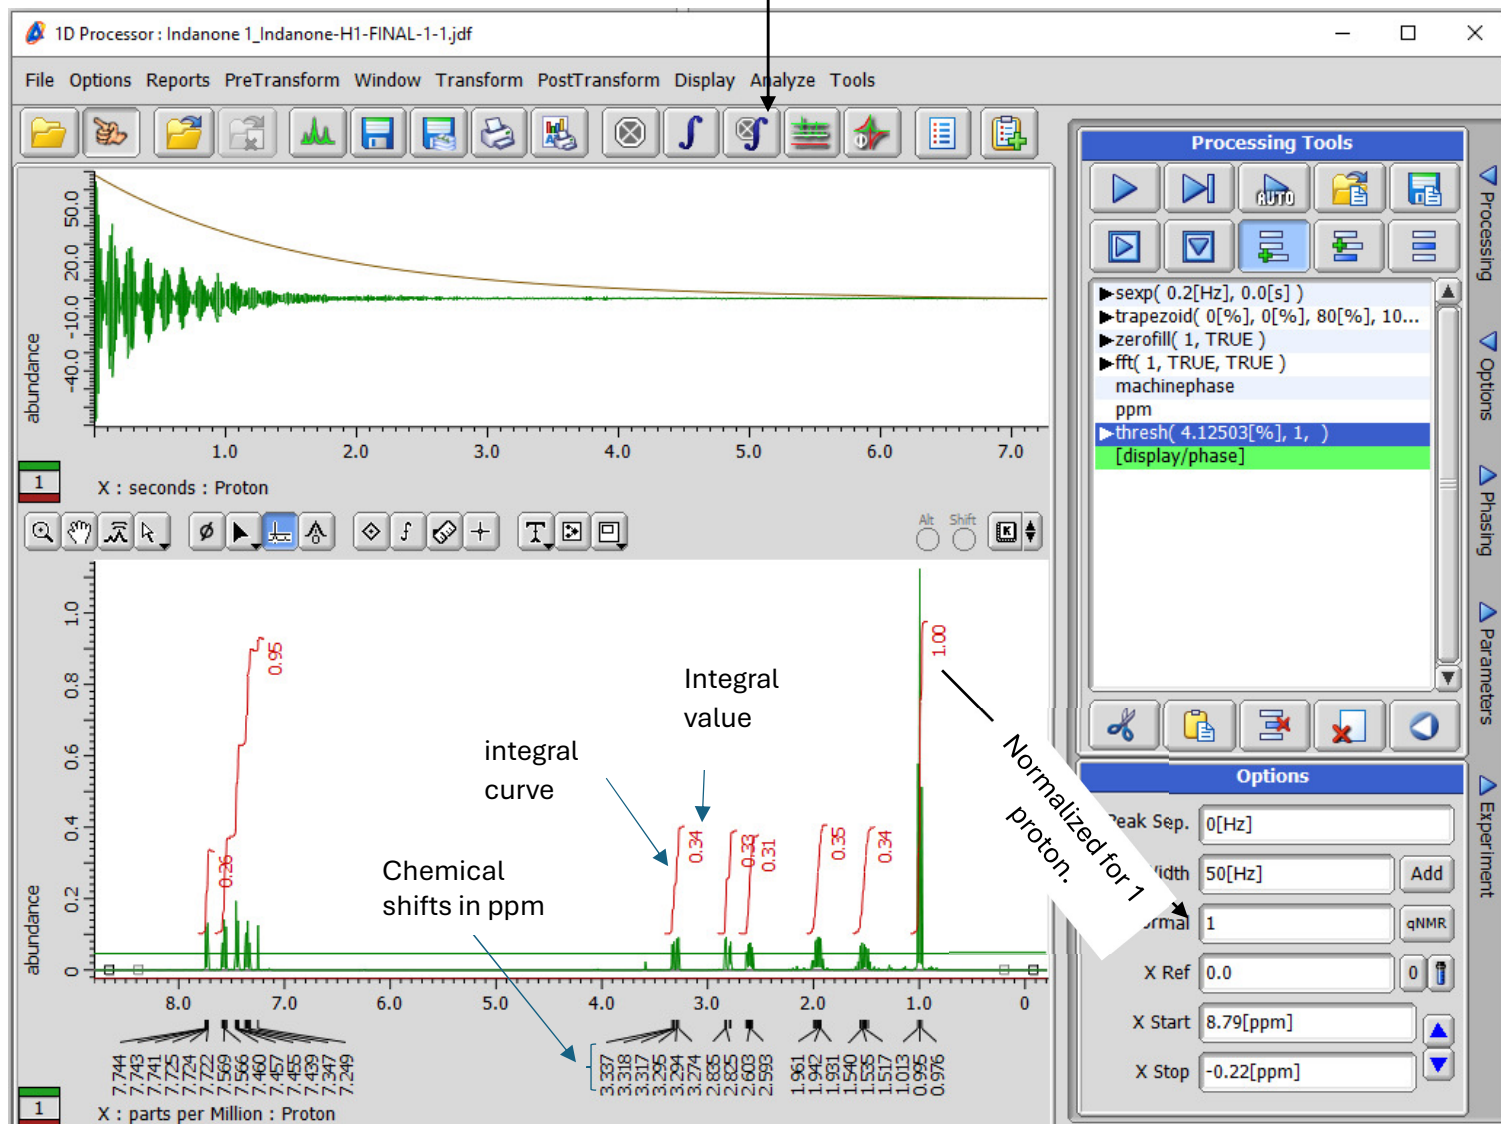 1D Processor : Indanone 1_Indanone-H1-FINAL-1-1.jdf
File Options Reports PreTransform Window Transform PostTransform Display Analyze Tools
AUTO
Processing Tools
sexp( 0.2[Hz], 0.0[s] )
trapezoid( 0[%], 0[%], 80[%], 10...
zerofill( 1, TRUE )
fft( 1, TRUE, TRUE )
machinephase
ppm
thresh( 4.12503[%], 1, )
[display/phase]
Processing
Options
Phasing
Parameters
Experiment
abundance
50.0
20.0
-10.0
-40.0
1.0 2.0 3.0 4.0 5.0 6.0 7.0
1
X : seconds : Proton
Alt Shift
K
abundance
1.0
0.8
0.6
0.4
0.2
0
0.26
0.95
0.34
0.33
0.31
0.35
0.34
1.00
Integral
value
integral
curve
Chemical
shifts in ppm
Normalized for 1
proton.
8.0 7.0 6.0 5.0 4.0 3.0 2.0 1.0 0
7.744
7.743
7.741
7.725
7.724
7.722
7.569
7.566
7.460
7.457
7.455
7.439
7.347
7.249
3.337
3.318
3.317
3.295
3.294
3.274
2.835
2.825
2.603
2.593
1.961
1.942
1.931
1.540
1.535
1.517
1.013
0.995
0.976
1
X : parts per Million : Proton
Options
Peak Sep. 0[Hz]
50[Hz] Add
1 qNMR
X Ref 0.0 0
X Start 8.79[ppm]
X Stop -0.22[ppm]